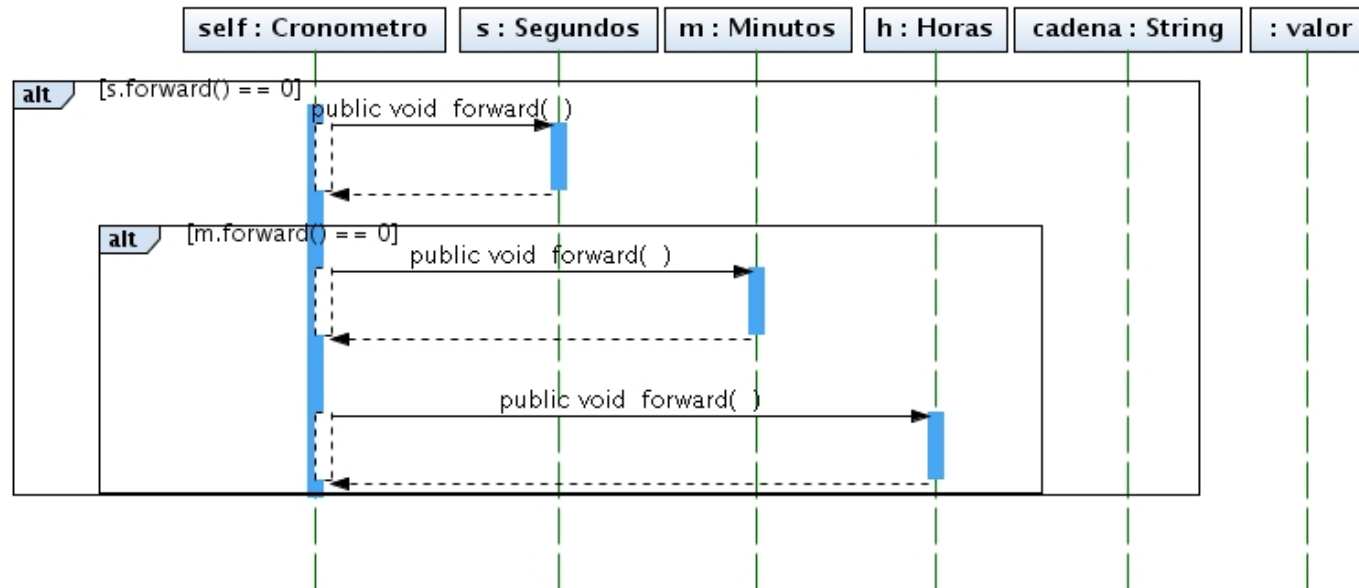 self : Cronometro
s : Segundos
m : Minutos
h : Horas
cadena : String
: valor
alt
[s.forward() == 0]
public void forward( )
alt
[m.forward() == 0]
public void forward( )
public void forward( )